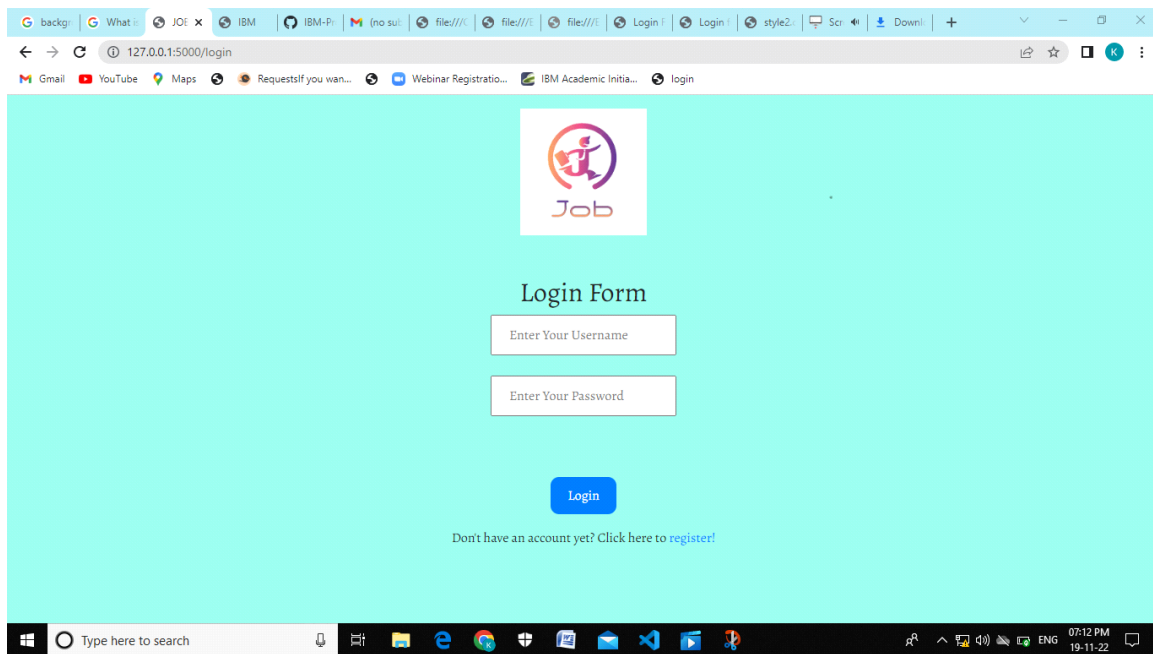 backgr
What is
JOE
IBM
IBM-Pr
(no sub
file:///C
file:///E
file:///E
Login F
Login
style2.
Scr
Downl
127.0.0.1:5000/login
K
Gmail
YouTube
Maps
RequestsIf you wan...
Webinar Registratio...
IBM Academic Initia...
login
Job
Login Form
Enter Your Username
Enter Your Password
Login
Don't have an account yet? Click here to register!
Type here to search
ENG
07:12 PM
19-11-22